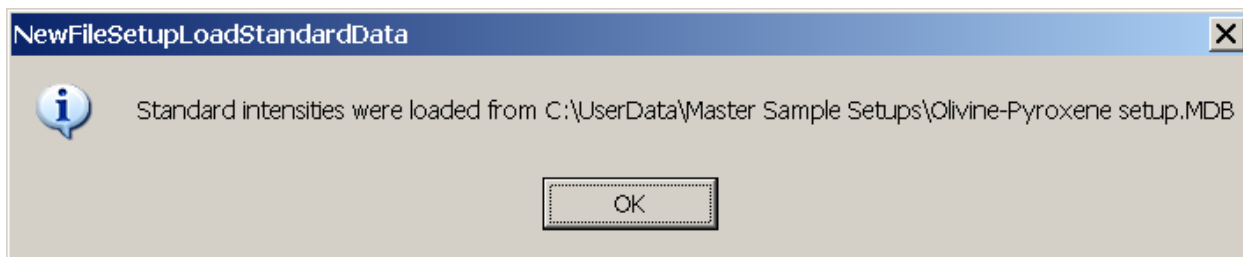 NewFileSetupLoadStandardData
Standard intensities were loaded from C:\UserData\Master Sample Setups\Olivine-Pyroxene setup.MDB
OK